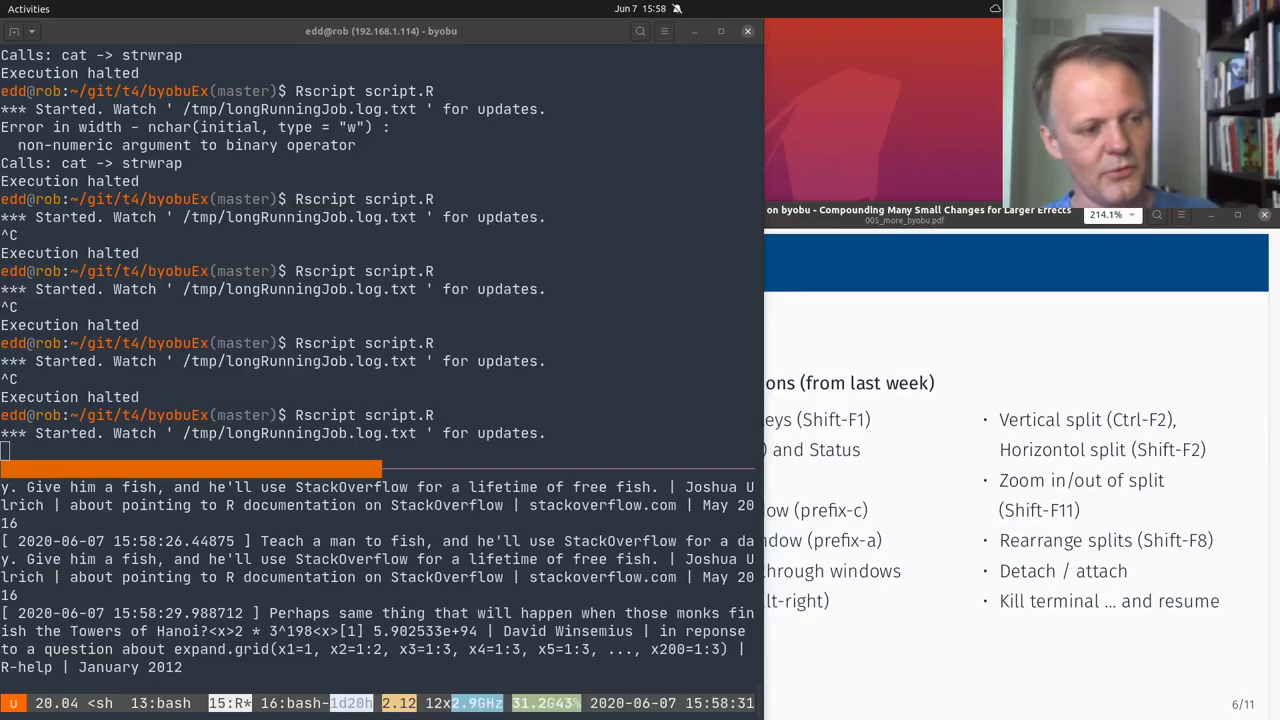 Activities
Jun 7 15:58
edd@rob (192.168.1.114) - byobu
Calls: cat -> strwrap
Execution halted
edd@rob:~/git/t4/byobuEx(master)$ Rscript script.R
*** Started. Watch ' /tmp/longRunningJob.log.txt ' for updates.
Error in width - nchar(initial, type = "w") :
non-numeric argument to binary operator
Calls: cat -> strwrap
Execution halted
edd@rob:~/git/t4/byobuEx(master)$ Rscript script.R
*** Started. Watch ' /tmp/longRunningJob.log.txt ' for updates.
^C
Execution halted
edd@rob:~/git/t4/byobuEx(master)$ Rscript script.R
*** Started. Watch ' /tmp/longRunningJob.log.txt ' for updates.
^C
Execution halted
edd@rob:~/git/t4/byobuEx(master)$ Rscript script.R
*** Started. Watch ' /tmp/longRunningJob.log.txt ' for updates.
^C
Execution halted
edd@rob:~/git/t4/byobuEx(master)$ Rscript script.R
*** Started. Watch ' /tmp/longRunningJob.log.txt ' for updates.
y. Give him a fish, and he'll use StackOverflow for a lifetime of free fish. | Joshua U
lrich | about pointing to R documentation on StackOverflow | stackoverflow.com | May 20
16
[ 2020-06-07 15:58:26.44875 ] Teach a man to fish, and he'll use StackOverflow for a da
y. Give him a fish, and he'll use StackOverflow for a lifetime of free fish. | Joshua U
lrich | about pointing to R documentation on StackOverflow | stackoverflow.com | May 20
16
[ 2020-06-07 15:58:29.988712 ] Perhaps same thing that will happen when those monks fin
ish the Towers of Hanoi?<x>2 * 3^198<x>[1] 5.902533e+94 | David Winsemius | in reponse
to a question about expand.grid(x1=1, x2=1:2, x3=1:3, x4=1:3, x5=1:3, ..., x200=1:3) |
R-help | January 2012
u 20.04 <sh 13:bash 15:R* 16:bash- 1d20h 2.12 12x2.9GHz 31.2G43% 2020-06-07 15:58:31
on byobu - Compounding Many Small Changes for Larger Effects
005_more_byobu.pdf
214.1%
ons (from last week)
eys (Shift-F1)
) and Status
ow (prefix-c)
ndow (prefix-a)
through windows
lt-right)
· Vertical split (Ctrl-F2),
Horizontol split (Shift-F2)
· Zoom in/out of split
(Shift-F11)
· Rearrange splits (Shift-F8)
· Detach / attach
· Kill terminal ... and resume
6/11